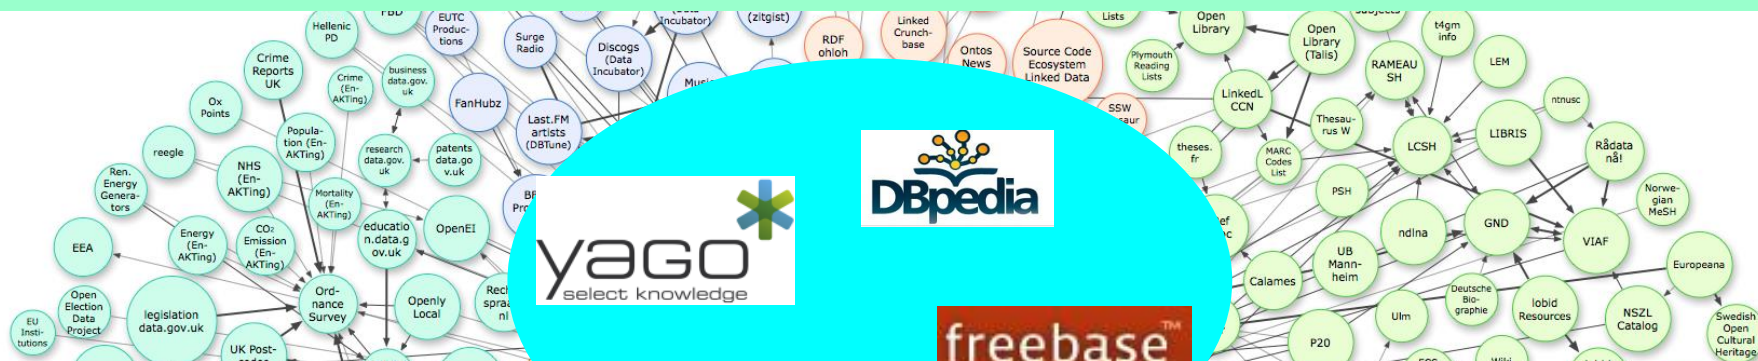 Hellenic
PD
FBD
EUTC
Produc-
tions
Surge
Radio
Discogs
(Data
Incubator)
Incubator)
(zitgist)
RDF
ohloh
Linked
Crunch-
base
Ontos
News
Source Code
Ecosystem
Linked Data
Lists
Plymouth
Reading
Lists
Open
Library
Open
Library
(Talis)
t4gm
info
RAMEAU
SH
LEM
ntnusc
Crime
Reports
UK
Crime
(En-
AKTing)
business
data.gov.
uk
FanHubz
Last.FM
artists
(DBTune)
SSW
LinkedL
CCN
Thesau-
rus W
LCSH
LIBRIS
Rådata
nå!
Ox
Points
Popula-
tion (En-
AKTing)
research
data.gov.
uk
patents
data.go
v.uk
theses.
fr
MARC
Codes
List
PSH
Norwe-
gian
MeSH
reegle
NHS
(En-
AKTing)
Ren.
Energy
Genera-
tors
Mortality
(En-
AKTing)
DBpedia
EEA
Energy
(En-
AKTing)
CO2
Emission
(En-
AKTing)
educatio
n.data.g
ov.uk
OpenEI
yago
select knowledge
ndlna
GND
VIAF
UB
Mann-
heim
Calames
Europeana
Open
Election
Data
Project
EU
Insti-
tutions
legislation
data.gov.uk
Ord-
nance
Survey
Openly
Local
UK Post-
freebase™
Deutsche
Bio-
graphie
Ulm
P20
lobid
Resources
NSZL
Catalog
Swedish
Open
Cultural
Heritage